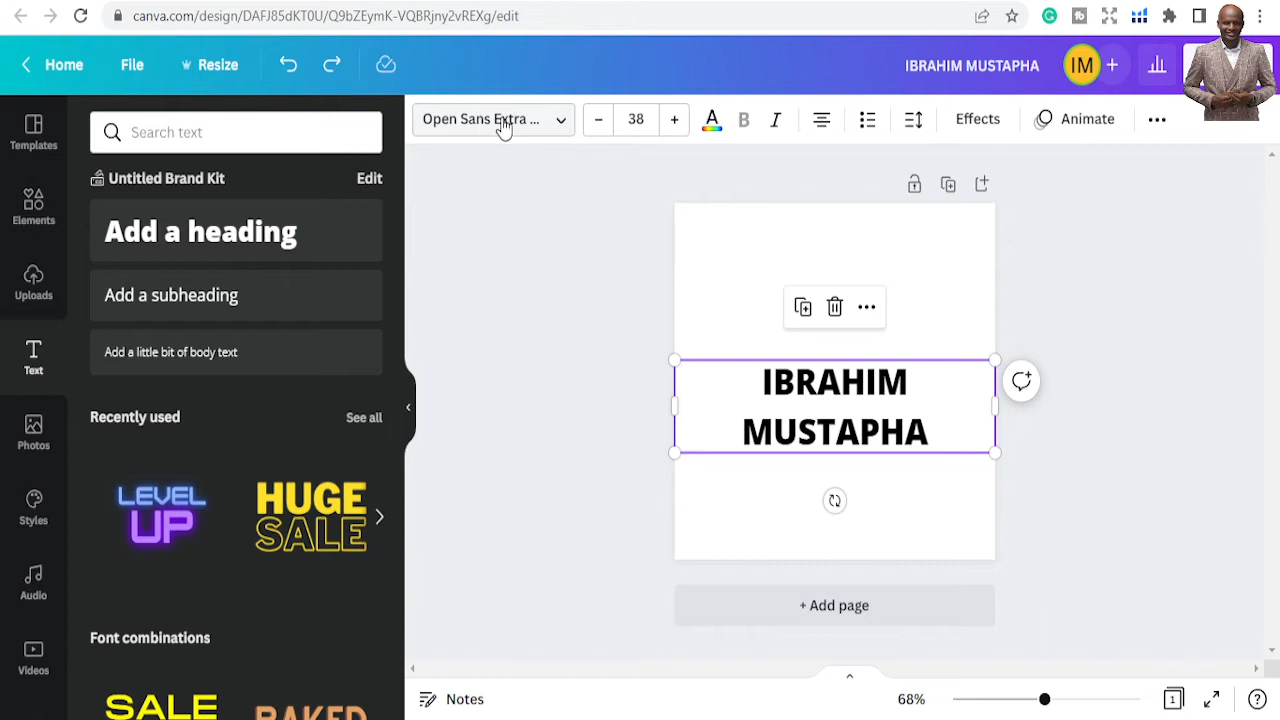 canva.com/design/DAFJ85dKT0U/Q9bZEymK-VQBRjny2vREXg/edit
Home File Resize IBRAHIM MUSTAPHA IM +
Templates
Elements
Uploads
Text
Photos
Styles
Audio
Videos
Search text
Untitled Brand Kit Edit
Add a heading
Add a subheading
Add a little bit of body text
Recently used See all
LEVEL
UP
HUGE
SALE
Font combinations
SALE
BAKED
Open Sans Extra ... – 38 + A B I Effects Animate
IBRAHIM
MUSTAPHA
+ Add page
Notes 68% 1 ?